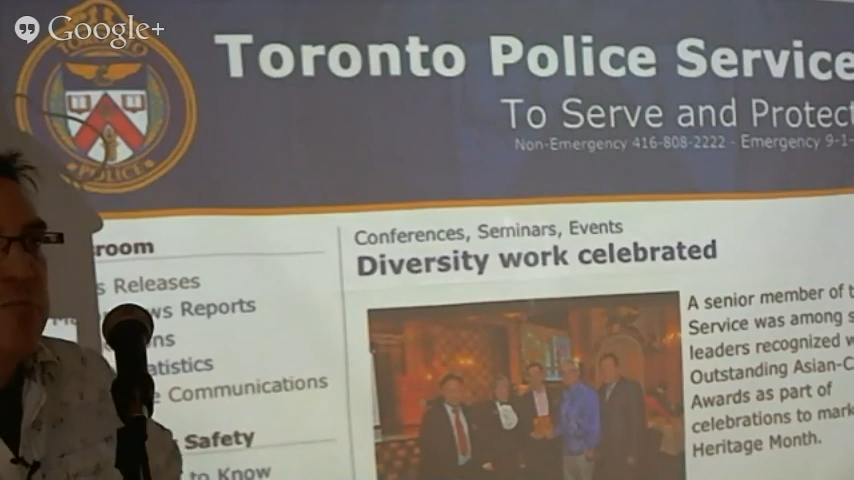 Google+
TORONTO
POLICE
Toronto Police Service
To Serve and Protect
Non-Emergency 416-808-2222 - Emergency 9-1-
room
s Releases
ws Reports
ns
atistics
e Communications
Safety
to Know
Conferences, Seminars, Events
Diversity work celebrated
A senior member of t
Service was among s
leaders recognized w
Outstanding Asian-C
Awards as part of
celebrations to mark
Heritage Month.